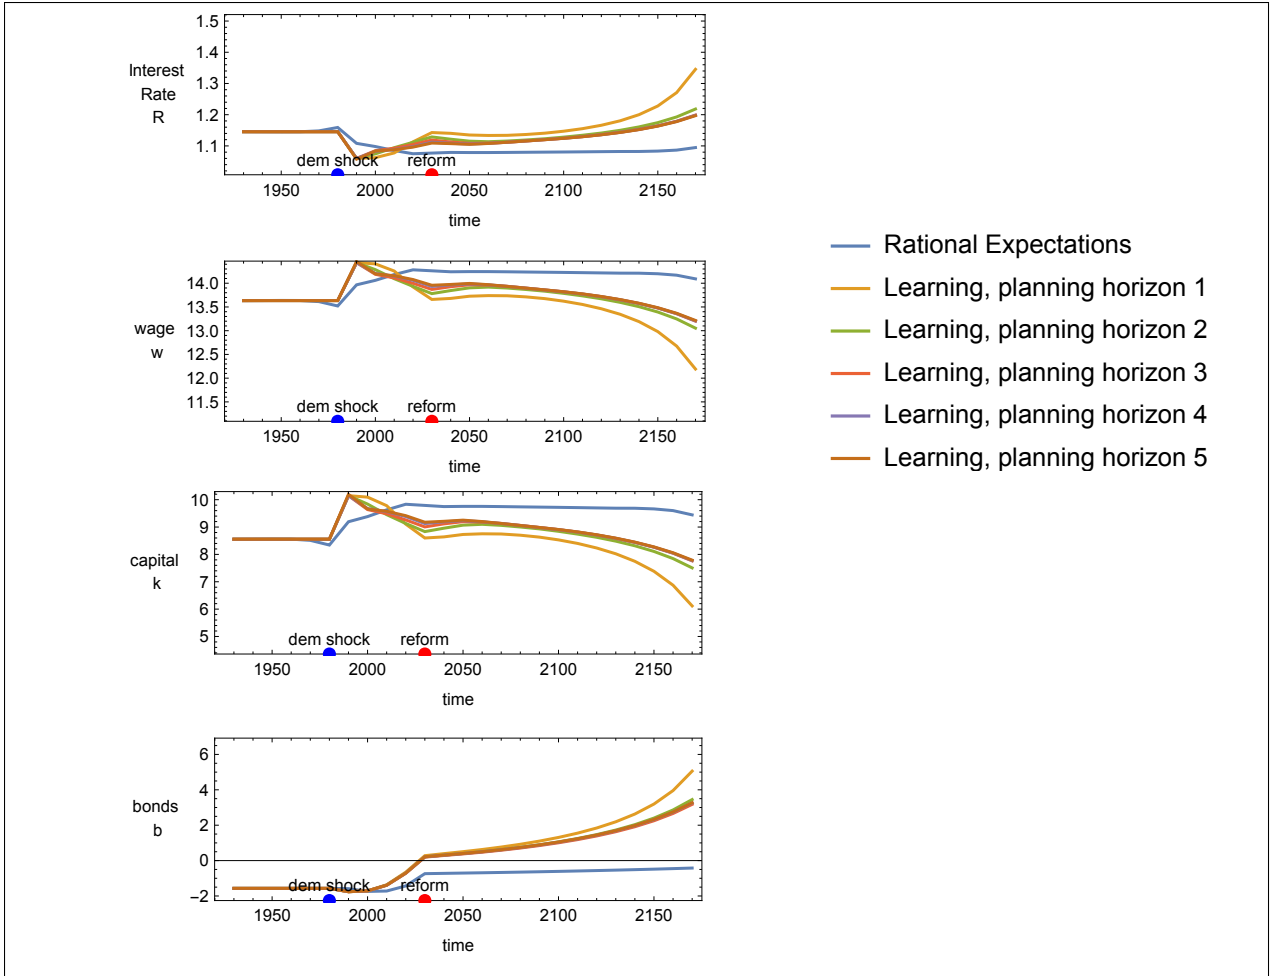 1.5
1.4
1.3
1.2
1.1
Interest
Rate
R
dem shock
reform
1950
2000
2050
2100
2150
time
14.0
13.5
13.0
12.5
12.0
11.5
wage
w
dem shock
reform
1950
2000
2050
2100
2150
time
10
9
8
7
6
5
capital
k
dem shock
reform
1950
2000
2050
2100
2150
time
6
4
2
0
−2
bonds
b
dem shock
reform
1950
2000
2050
2100
2150
time
Rational Expectations
Learning, planning horizon 1
Learning, planning horizon 2
Learning, planning horizon 3
Learning, planning horizon 4
Learning, planning horizon 5